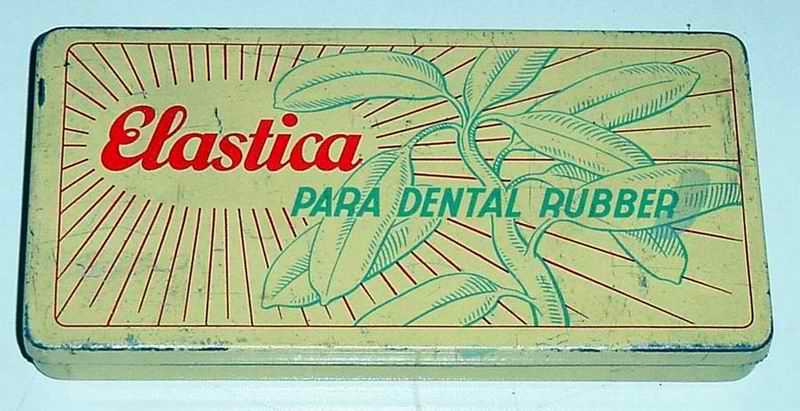 Elastica
PARA DENTAL RUBBER